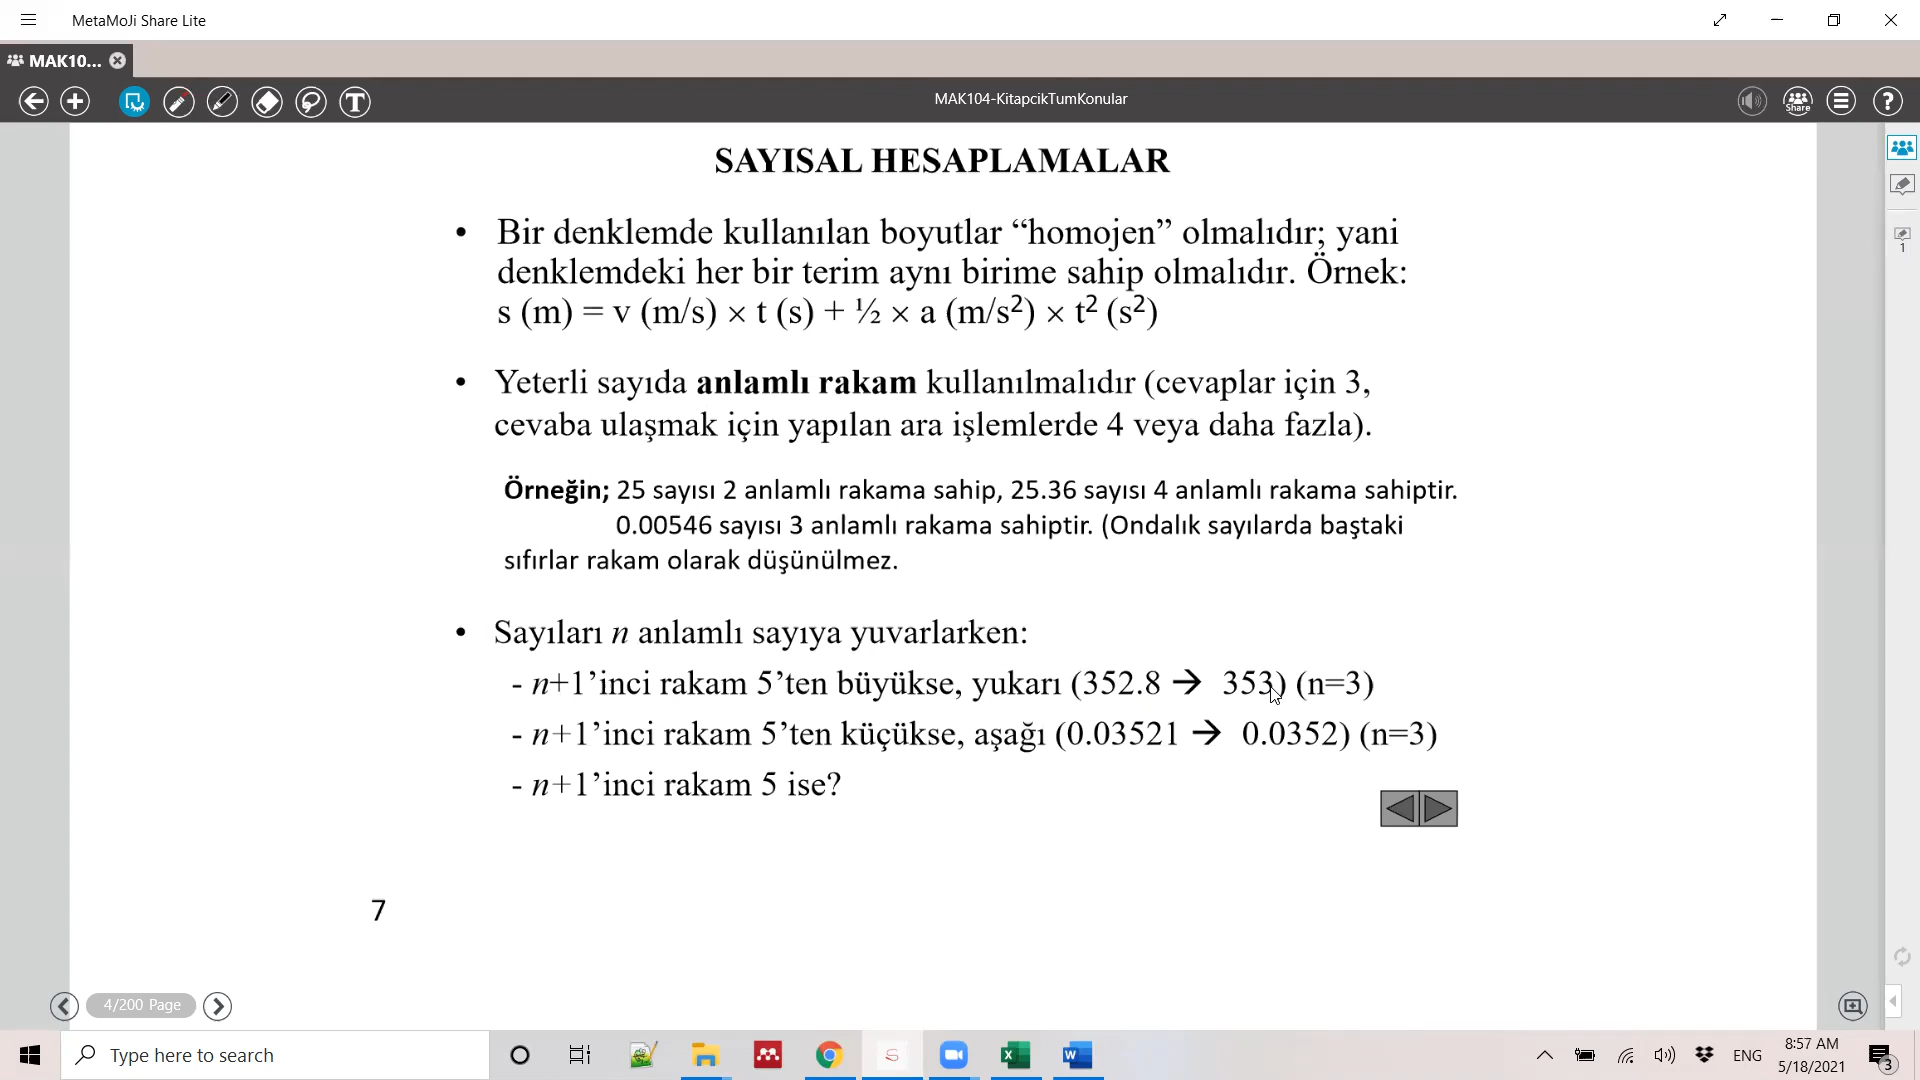 MetaMoJi Share Lite
MAK10...
MAK104-KitapcikTumKonular
Share
SAYISAL HESAPLAMALAR
• Bir denklemde kullanılan boyutlar “homojen” olmalıdır; yani
denklemdeki her bir terim aynı birime sahip olmalıdır. Örnek:
s (m) = v (m/s) × t (s) + ½ × a (m/s²) × t² (s²)
• Yeterli sayıda anlamlı rakam kullanılmalıdır (cevaplar için 3,
cevaba ulaşmak için yapılan ara işlemlerde 4 veya daha fazla).
Örneğin; 25 sayısı 2 anlamlı rakama sahip, 25.36 sayısı 4 anlamlı rakama sahiptir.
0.00546 sayısı 3 anlamlı rakama sahiptir. (Ondalık sayılarda baştaki
sıfırlar rakam olarak düşünülmez.
• Sayıları n anlamlı sayıya yuvarlarken:
- n+1’inci rakam 5’ten büyükse, yukarı (352.8 → 353) (n=3)
- n+1’inci rakam 5’ten küçükse, aşağı (0.03521 → 0.0352) (n=3)
- n+1’inci rakam 5 ise?
7
1
4/200 Page
Type here to search
ENG
8:57 AM
5/18/2021
3